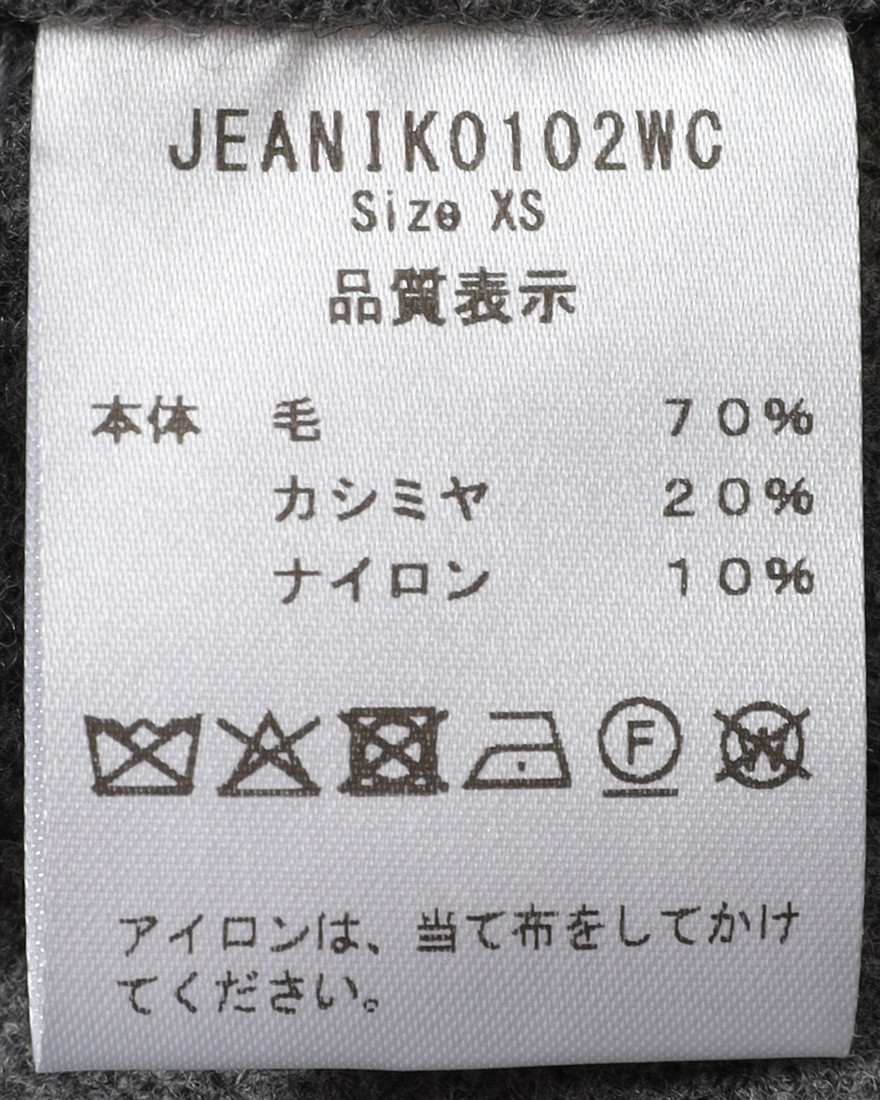 JEANIK0102WC
Size XS
品質表示
本体 毛 70%
カシミヤ 20%
ナイロン 10%
F W
アイロンは、当て布をしてかけ
てください。